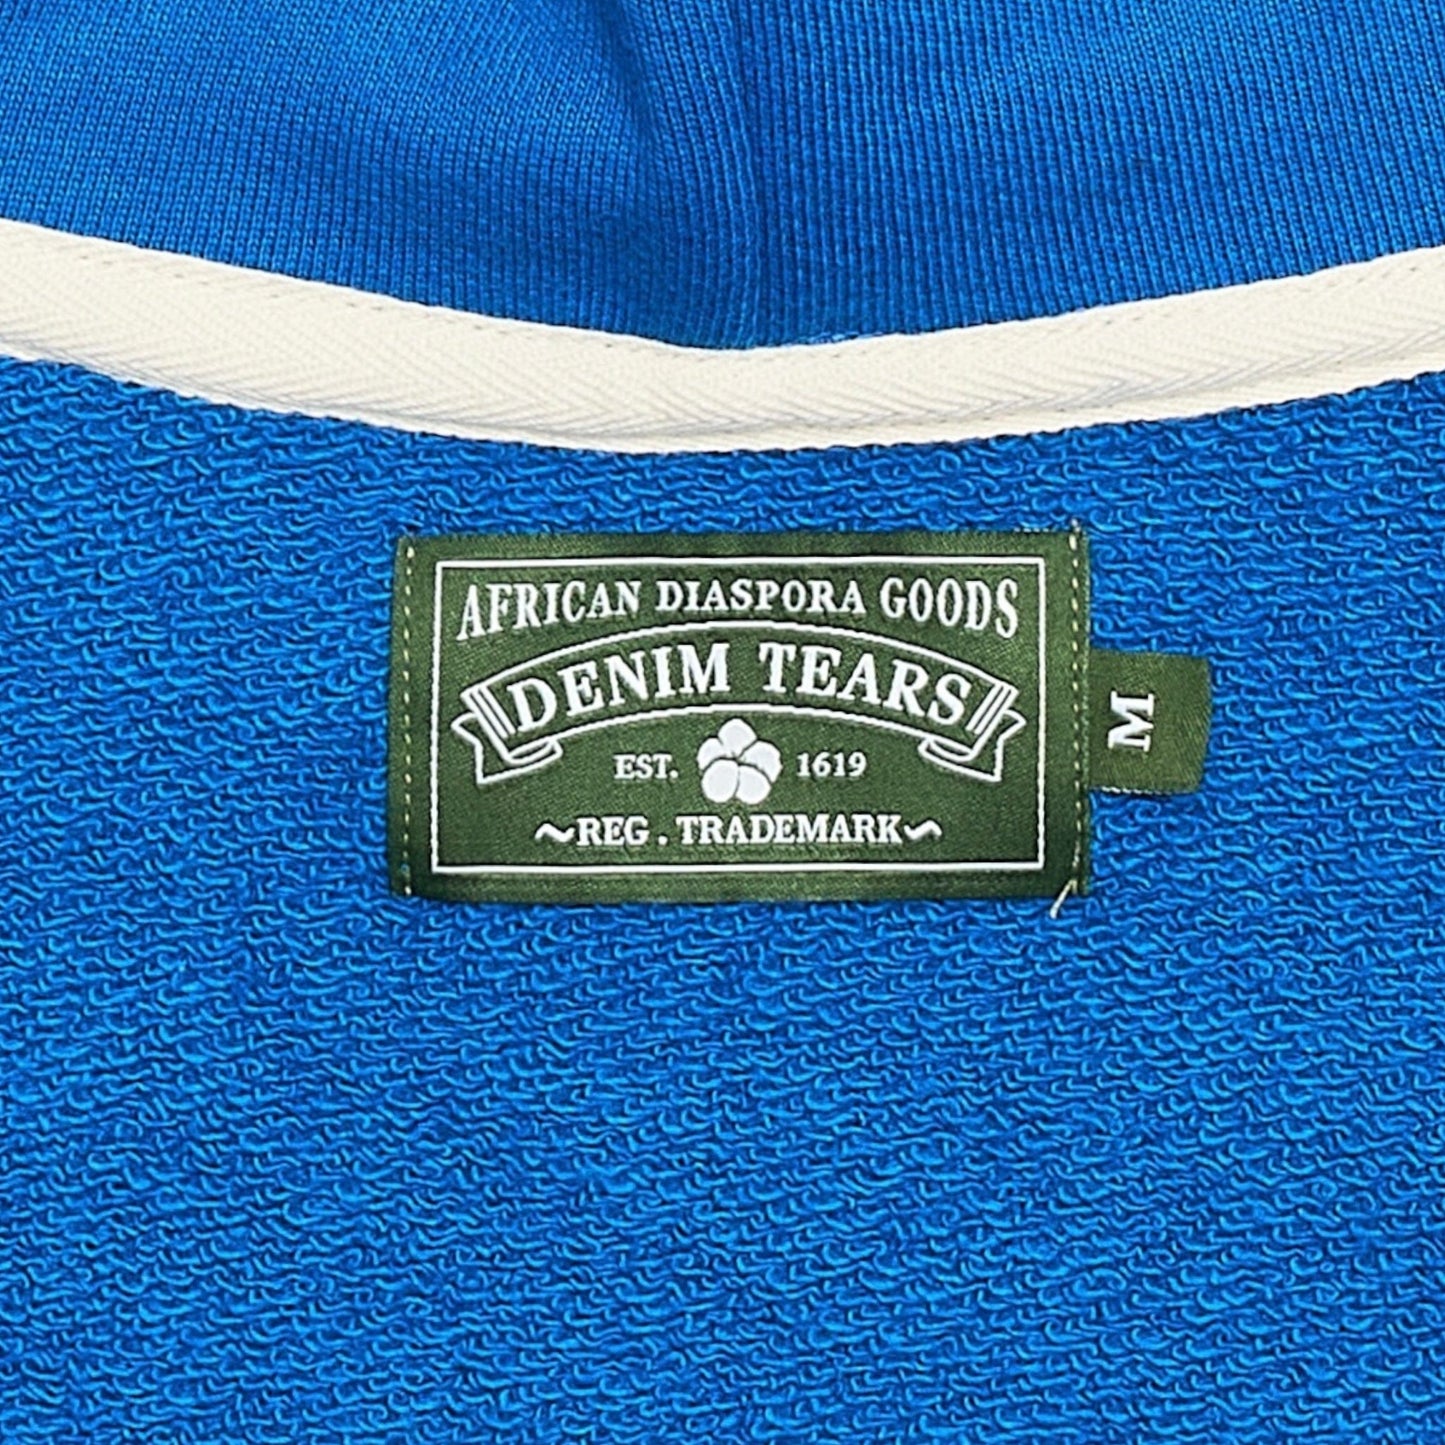 AFRICAN DIASPORA GOODS
DENIM TEARS
EST. 1619
~REG . TRADEMARK~
M